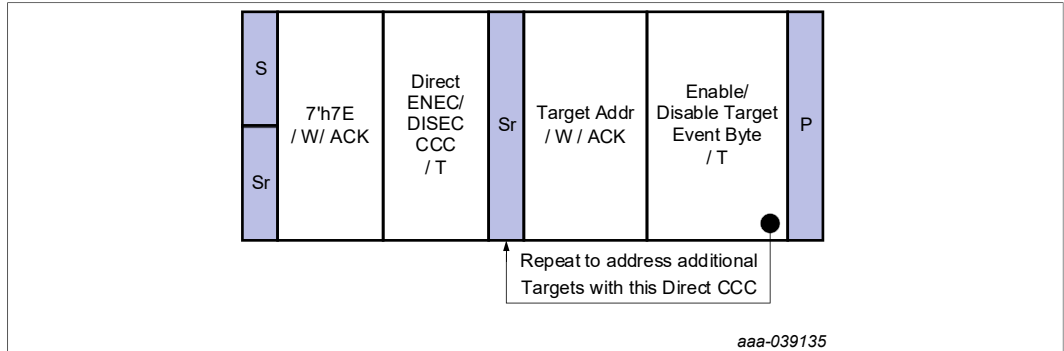 S
Sr
7'h7E
/ W/ ACK
Direct
ENEC/
DISEC
CCC
/ T
Sr
Target Addr
/ W / ACK
Enable/
Disable Target
Event Byte
/ T
P
Repeat to address additional
Targets with this Direct CCC
aaa-039135